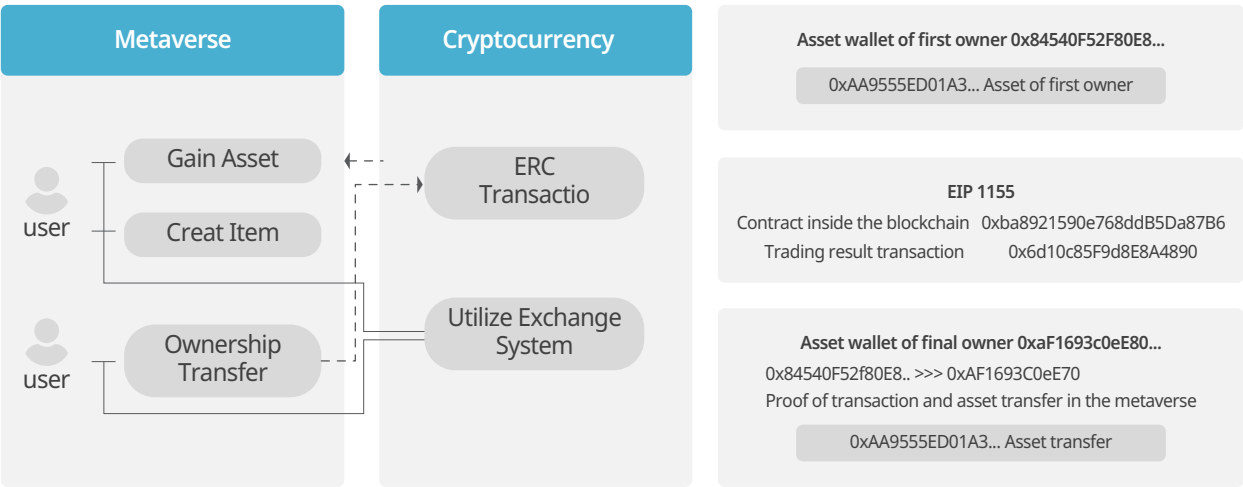 Metaverse
Cryptocurrency
user
Gain Asset
Creat Item
user
Ownership
Transfer
ERC
Transactio
Utilize Exchange
System
Asset wallet of first owner 0x84540F52F80E8...
0xAA9555ED01A3... Asset of first owner
EIP 1155
Contract inside the blockchain 0xba8921590e768ddB5Da87B6
Trading result transaction 0x6d10c85F9d8E8A4890
Asset wallet of final owner 0xaF1693c0eE80...
0x84540F52f80E8.. >>> 0xAF1693C0eE70
Proof of transaction and asset transfer in the metaverse
0xAA9555ED01A3... Asset transfer